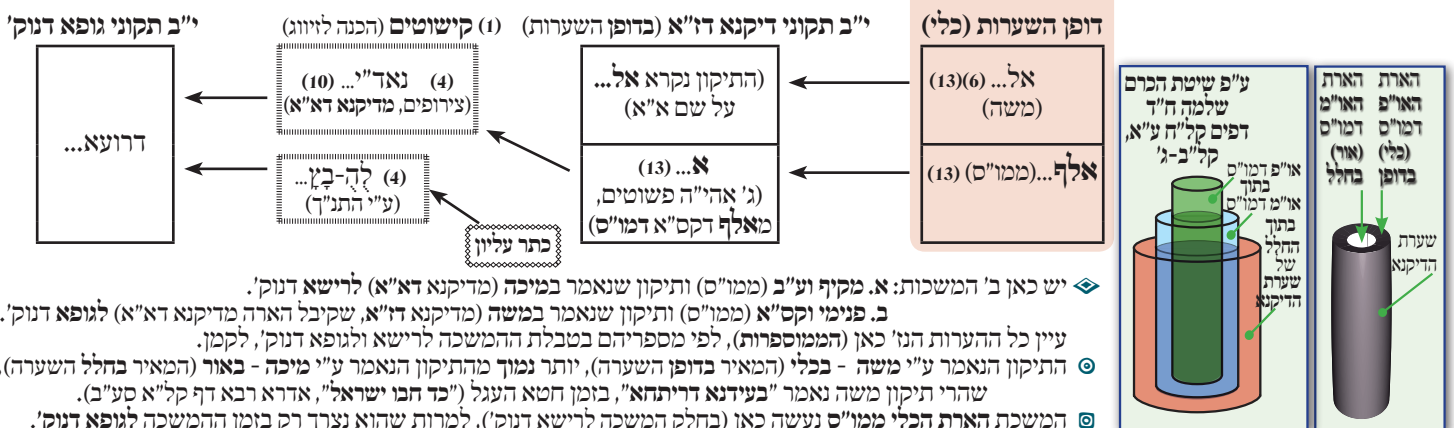 דופן השערות (כלי)
אל... (6)(13)
(משה)
אלף...(ממו"ס) (13)
י"ב תקוני דיקנא דז"א (בדופן השערות)
(התיקון נקרא אל...
על שם א"א)
א... (13)
(ג' אהי"ה פשוטים,
מאלף דקס"א דמו"ס)
(1) קישוטים (הכנה לזיווג)
(4) נאד"י... (10)
(צירופים, מדיקנא דא"א)
(4) לֻהֻ-בָּץָ...
(ע"י התנ"ך)
כתר עליון
י"ב תקוני גופא דנוק'
דרועא...
הארת האו"פ דמו"ס (כלי) בדופן
הארת האו"מ דמו"ס (אור) בחלל
שערת
הדיקנא
ע"פ שיטת הכרם
שלמה ח"ד
דפים קל"ה ע"א,
קל"ב-ג'
או"פ דמו"ס
בתוך
או"מ דמו"ס
בתוך
החלל
של
שערת
הדיקנא
יש כאן ב' המשכות: א. מקיף וע"ב (ממו"ס) ותיקון שנאמר במיכה (מדיקנא דא"א) לרישא דנוק'.
ב. פנימי וקס"א (ממו"ס) ותיקון שנאמר במשה (מדיקנא דז"א, שקיבל הארה מדיקנא דא"א) לגופא דנוק'.
עיין כל ההערות הנז' כאן (הממוספרות), לפי מספריהם בטבלת ההמשכה לרישא ולגופא דנוק', לקמן.
התיקון הנאמר ע"י משה - בכלי (המאיר בדופן השערה), יותר נמוך מהתיקון הנאמר ע"י מיכה - באור (המאיר בחלל השערה),
שהרי תיקון משה נאמר "בעידנא דריתחא", בזמן חטא העגל ("כד חבו ישראל", אדרא רבא דף קל"א סע"ב).
המשכת הארת הכלי ממו"ס נעשה כאן (בחלק המשכה לרישא דנוק'), למרות שהוא נצרך רק בזמן ההמשכה לגופא דנוק'.